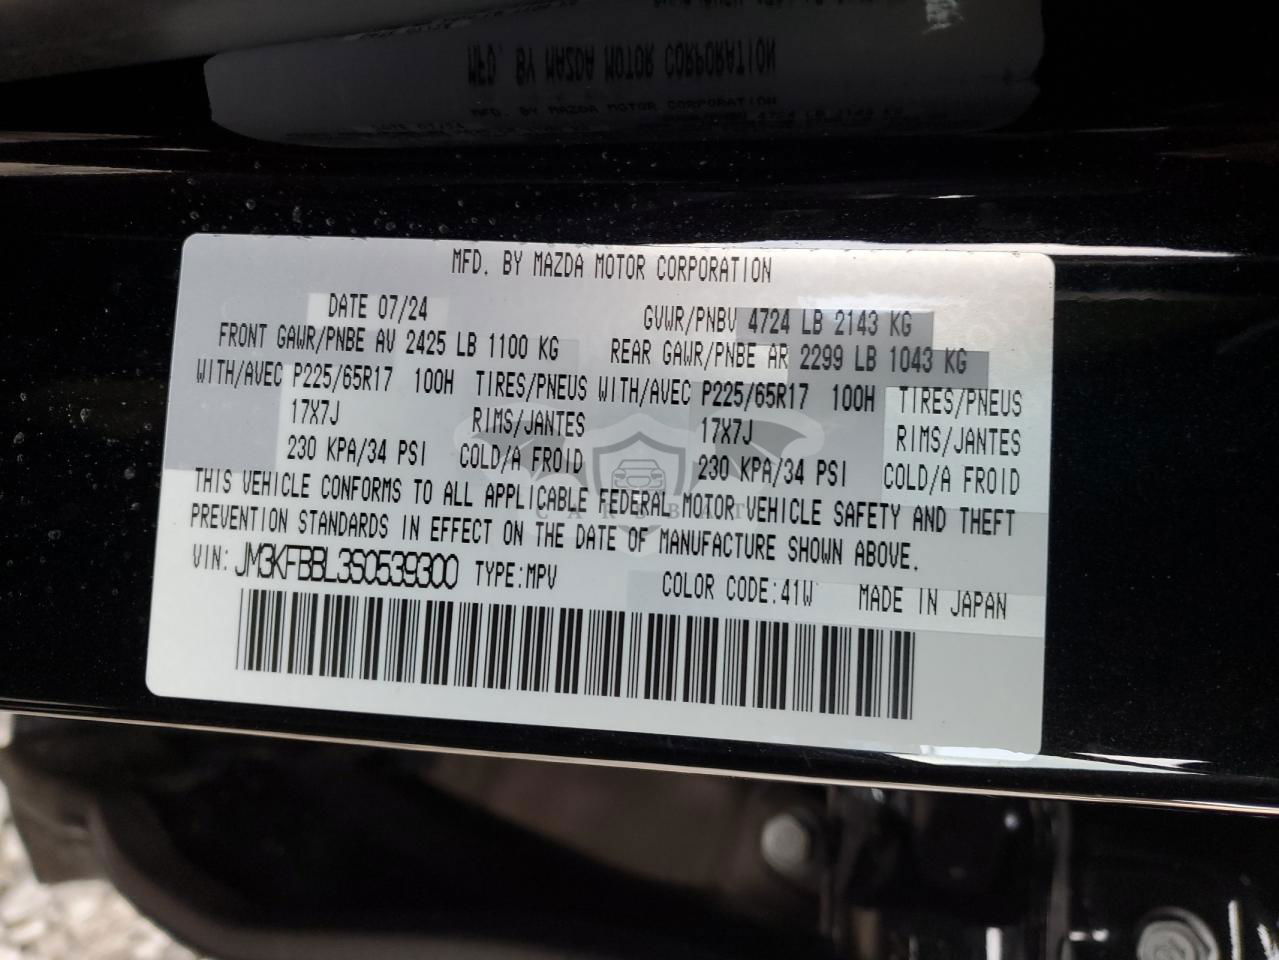 MFD. BY MAZDA MOTOR CORPORATION
DATE 07/24 GVWR/PNBV 4724 LB 2143 KG
FRONT GAWR/PNBE AV 2425 LB 1100 KG REAR GAWR/PNBE AR 2299 LB 1043 KG
WITH/AVEC P225/65R17 100H TIRES/PNEUS WITH/AVEC P225/65R17 100H TIRES/PNEUS
17X7J RIMS/JANTES 17X7J RIMS/JANTES
230 KPA/34 PSI COLD/A FROID 230 KPA/34 PSI COLD/A FROID
THIS VEHICLE CONFORMS TO ALL APPLICABLE FEDERAL MOTOR VEHICLE SAFETY AND THEFT
PREVENTION STANDARDS IN EFFECT ON THE DATE OF MANUFACTURE SHOWN ABOVE.
VIN: JM3KFBBL3S0539300 TYPE:MPV COLOR CODE:41W MADE IN JAPAN
CARSBAT